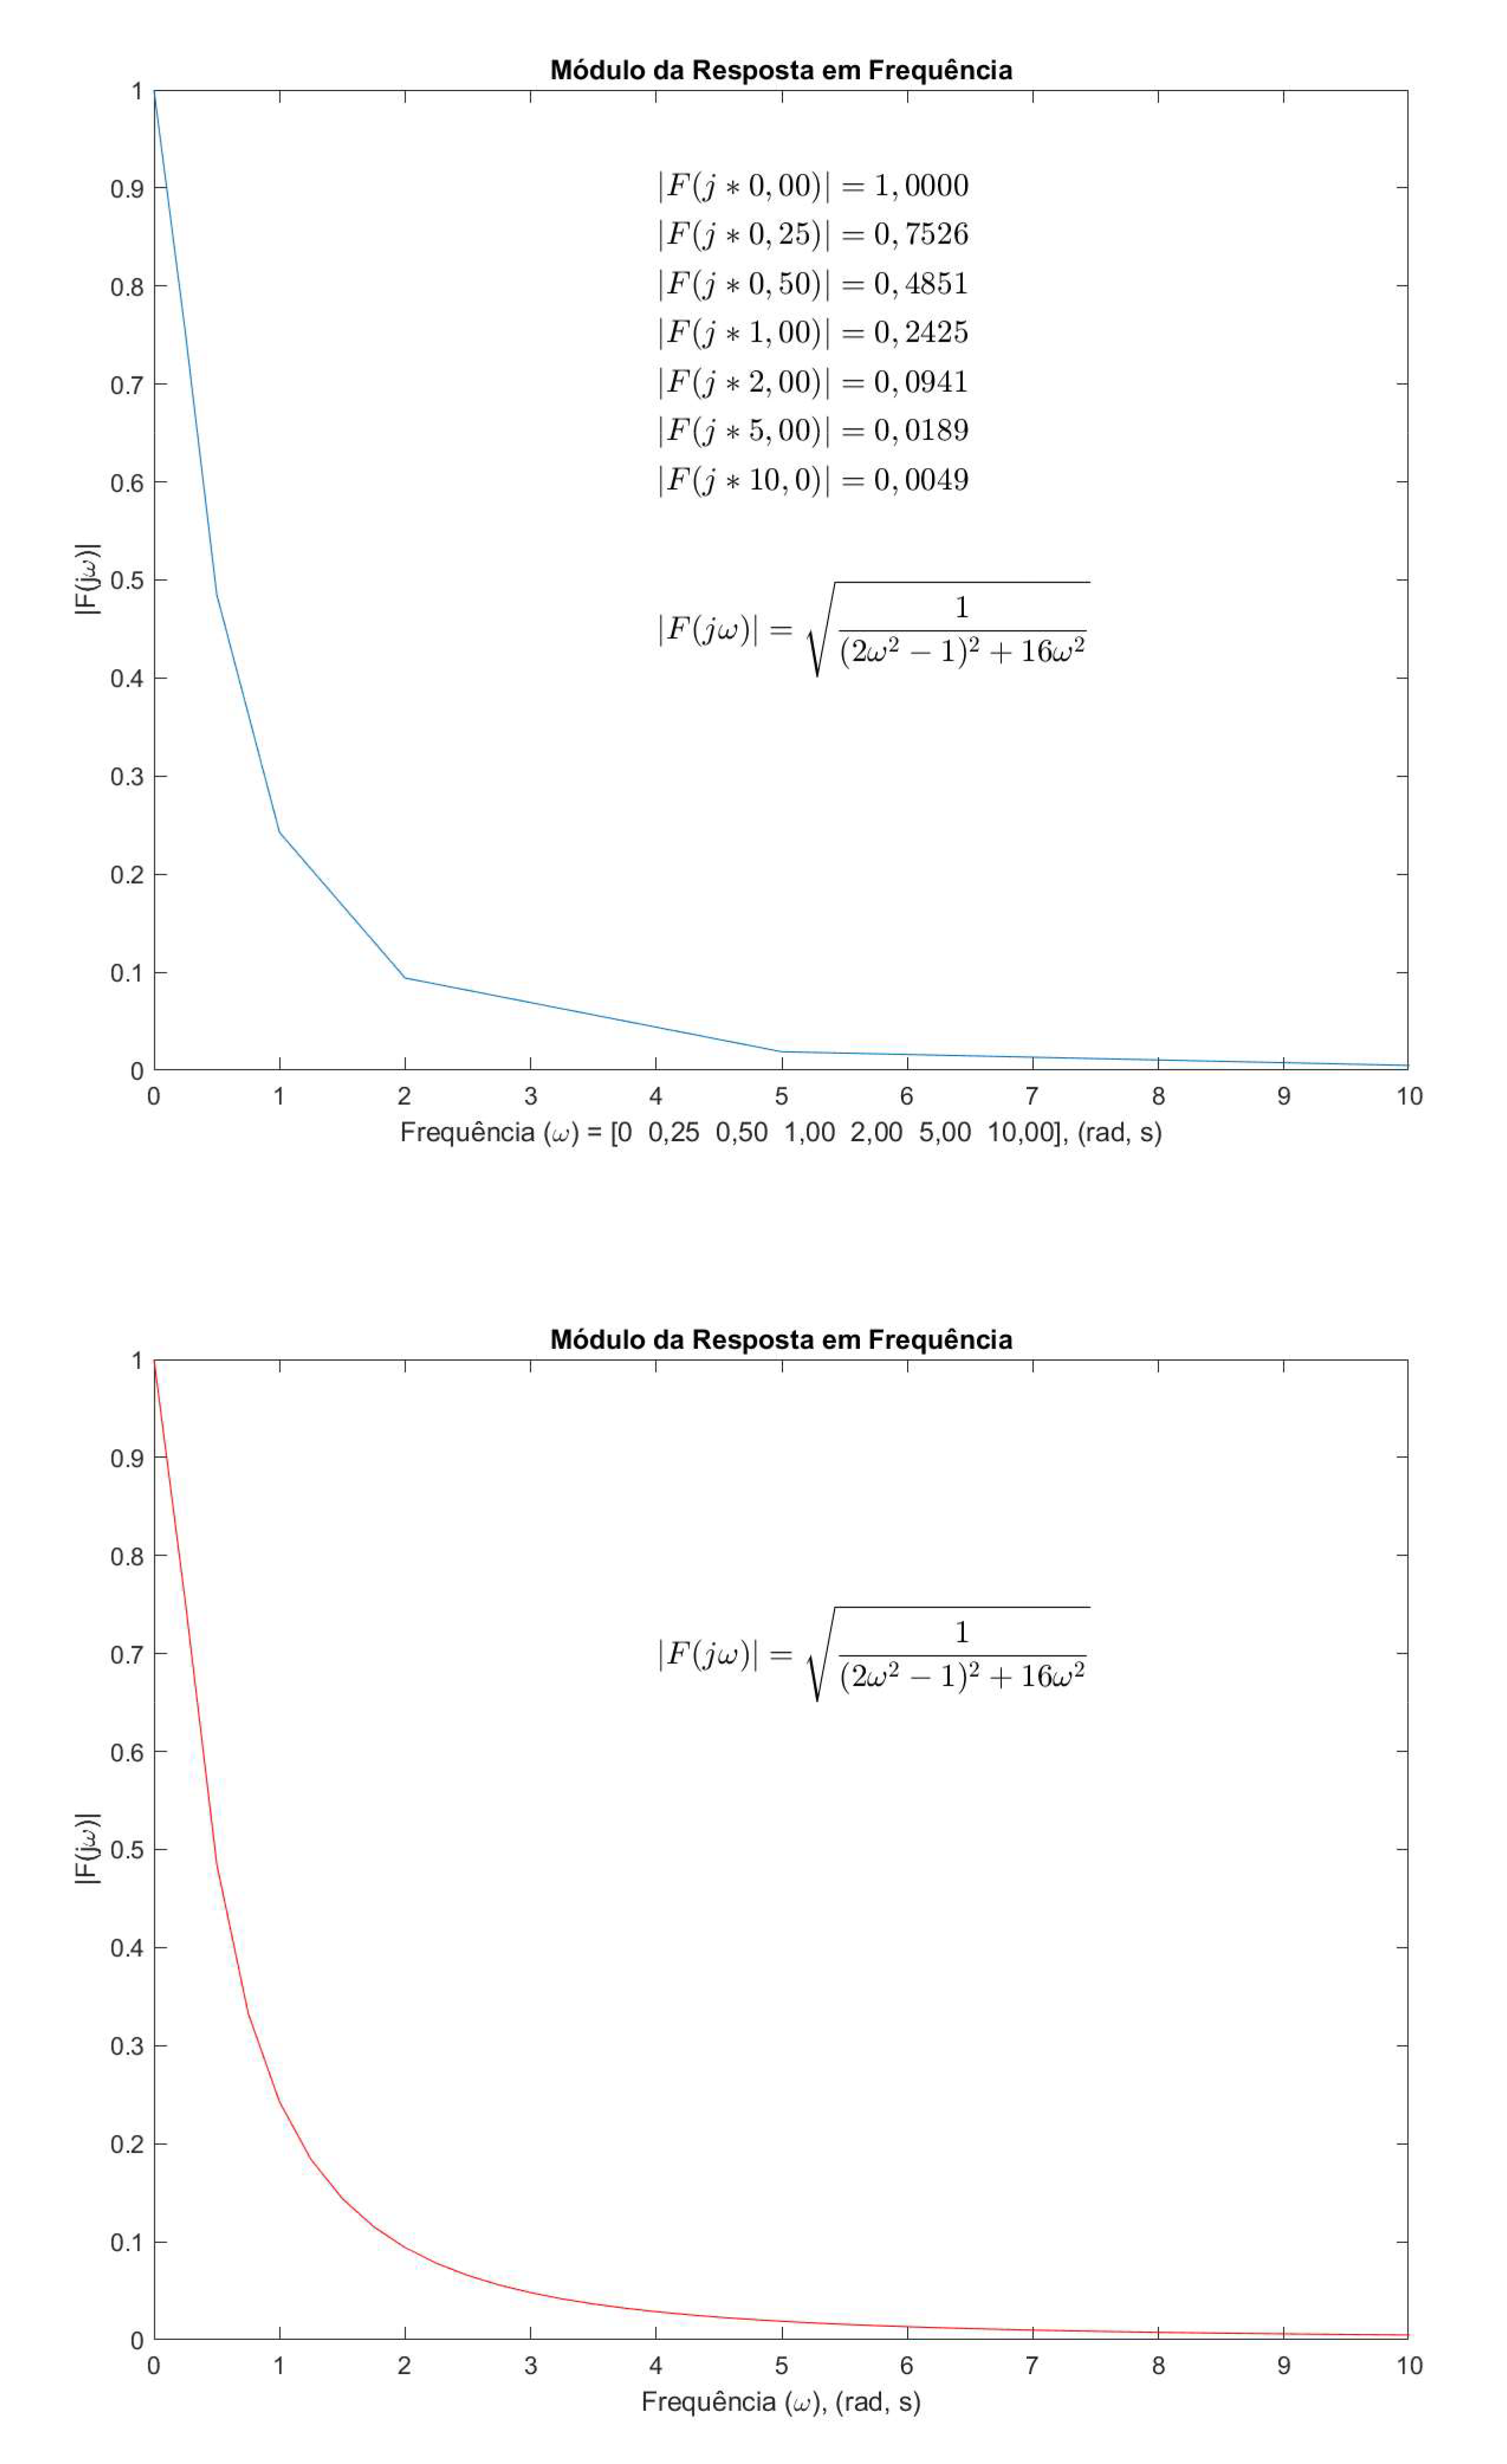 Módulo da Resposta em Frequência
1
0.9
0.8
0.7
0.6
0.5
0.4
0.3
0.2
0.1
0
|F(jω)|
|F(j ∗ 0,00)| = 1,0000
|F(j ∗ 0,25)| = 0,7526
|F(j ∗ 0,50)| = 0,4851
|F(j ∗ 1,00)| = 0,2425
|F(j ∗ 2,00)| = 0,0941
|F(j ∗ 5,00)| = 0,0189
|F(j ∗ 10,0)| = 0,0049
|F(jω)| = √(1 / ((2ω² − 1)² + 16ω²))
0 1 2 3 4 5 6 7 8 9 10
Frequência (ω) = [0 0,25 0,50 1,00 2,00 5,00 10,00], (rad, s)
Módulo da Resposta em Frequência
1
0.9
0.8
0.7
0.6
0.5
0.4
0.3
0.2
0.1
0
|F(jω)|
|F(jω)| = √(1 / ((2ω² − 1)² + 16ω²))
0 1 2 3 4 5 6 7 8 9 10
Frequência (ω), (rad, s)